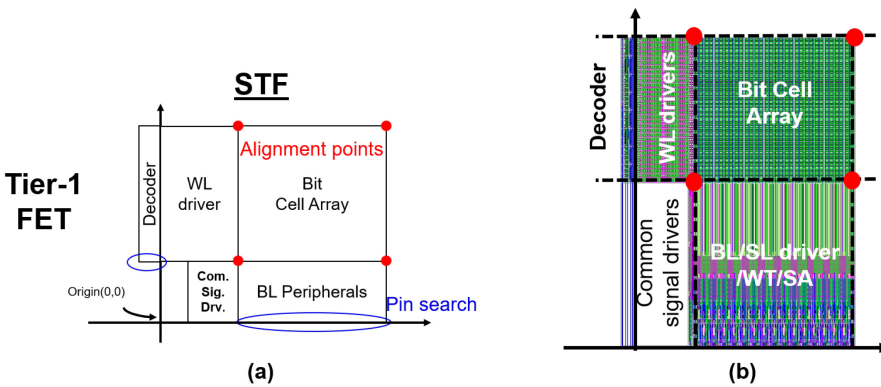 STF
Tier-1
FET
Decoder
WL
driver
Alignment points
Bit
Cell Array
Origin(0,0)
Com.
Sig.
Drv.
BL Peripherals
Pin search
(a)
Decoder
WL drivers
Bit Cell
Array
Common
signal drivers
BL/SL driver
/WT/SA
(b)